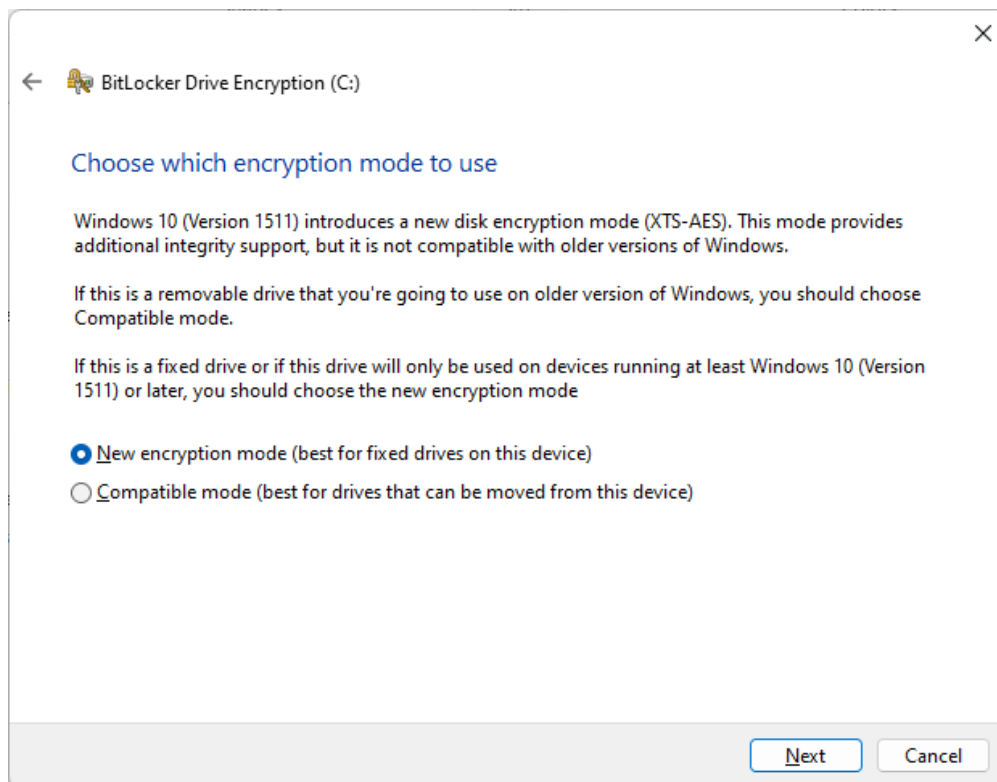 BitLocker Drive Encryption (C:)
Choose which encryption mode to use
Windows 10 (Version 1511) introduces a new disk encryption mode (XTS-AES). This mode provides
additional integrity support, but it is not compatible with older versions of Windows.
If this is a removable drive that you're going to use on older version of Windows, you should choose
Compatible mode.
If this is a fixed drive or if this drive will only be used on devices running at least Windows 10 (Version
1511) or later, you should choose the new encryption mode
New encryption mode (best for fixed drives on this device)
Compatible mode (best for drives that can be moved from this device)
Next Cancel